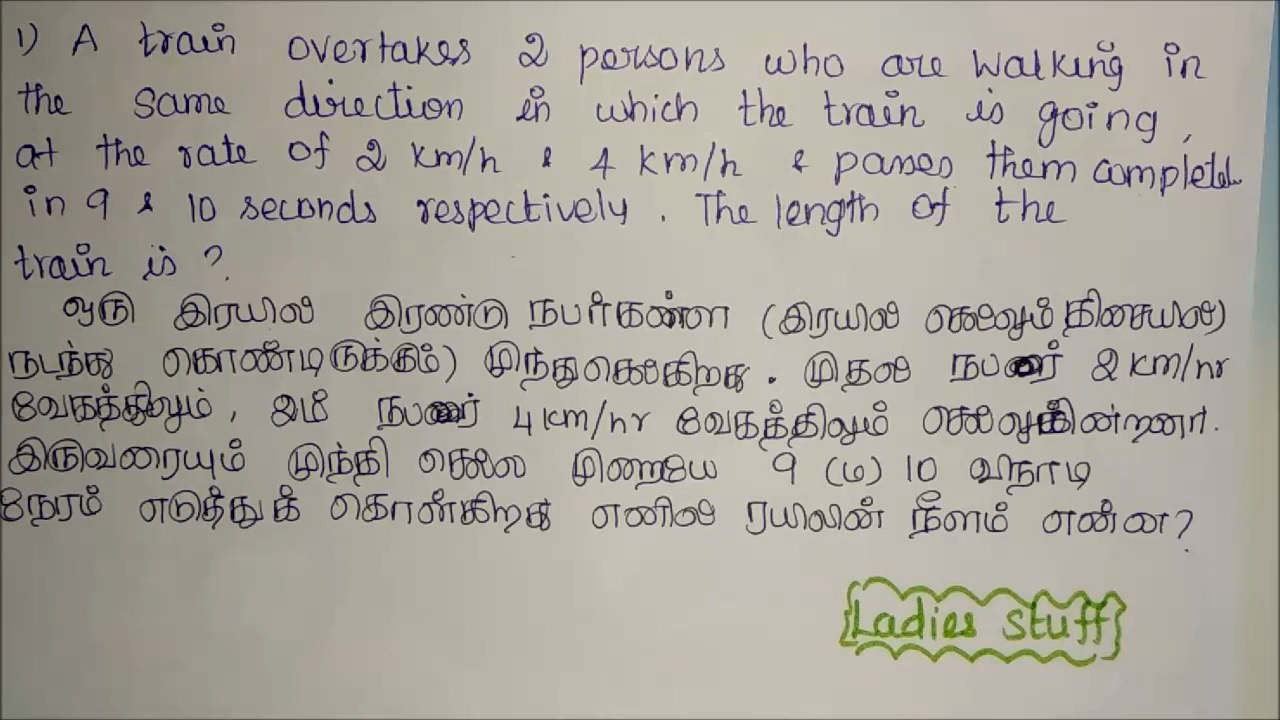 1) A train overtakes 2 persons who are walking in
the same direction in which the train is going,
at the rate of 2 km/h & 4 km/h & passes them complete
in 9 & 10 seconds respectively. The length of the
train is ?
ஒரு இரயில் இரண்டு நபர்களை (இரயில் செல்லும் திசையில்)
நடந்து கொண்டிருக்கும்) முந்துகிறது. முதல் நபர் 2 km/hr
வேகத்திலும், 2ம் நபர் 4 km/hr வேகத்திலும் செல்லுகின்றனர்.
இருவரையும் முந்தி செல்ல முறையே 9 (ம) 10 விநாடி
நேரம் எடுத்துக் கொள்கிறது எனில் ரயிலின் நீளம் என்ன?
Ladies stuff